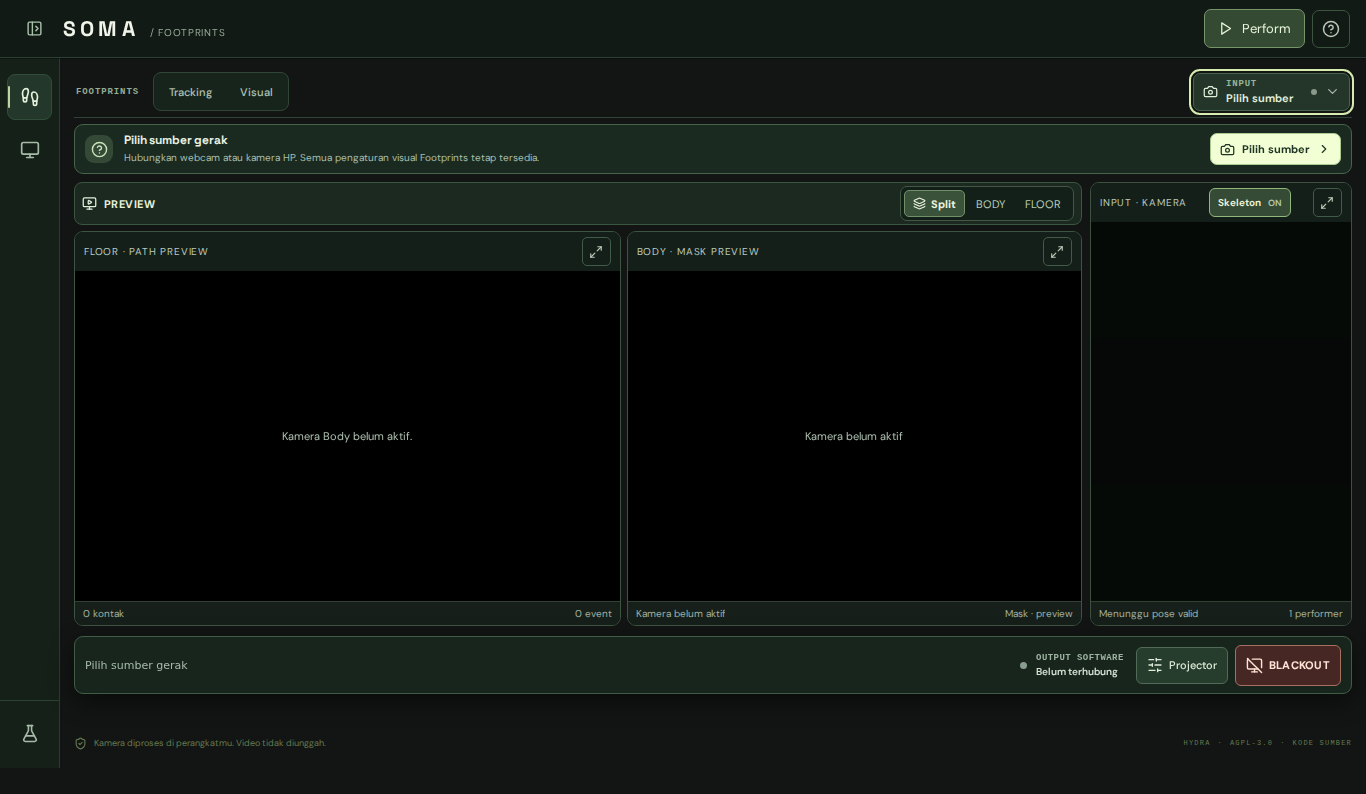 SOMA / FOOTPRINTS
Perform
FOOTPRINTS
Tracking
Visual
INPUT
Pilih sumber
Pilih sumber gerak
Hubungkan webcam atau kamera HP. Semua pengaturan visual Footprints tetap tersedia.
Pilih sumber
PREVIEW
Split
BODY
FLOOR
INPUT · KAMERA
Skeleton ON
FLOOR · PATH PREVIEW
BODY · MASK PREVIEW
Kamera Body belum aktif.
Kamera belum aktif
0 kontak
0 event
Kamera belum aktif
Mask · preview
Menunggu pose valid
1 performer
Pilih sumber gerak
OUTPUT SOFTWARE
Belum terhubung
Projector
BLACKOUT
Kamera diproses di perangkatmu. Video tidak diunggah.
HYDRA · AGPL-3.0 · KODE SUMBER